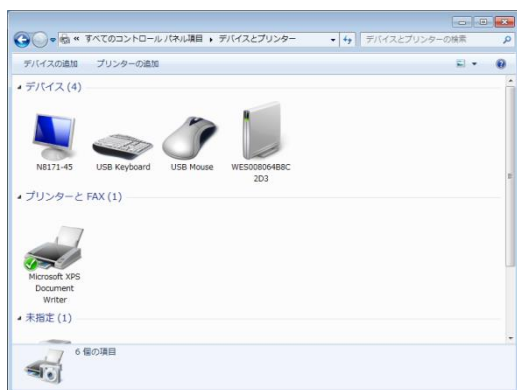 « すべてのコントロール パネル項目 ▸ デバイスとプリンター
デバイスとプリンターの検索
デバイスの追加 プリンターの追加
デバイス (4)
N8171-45
USB Keyboard
USB Mouse
WES008064B8C
2D3
プリンターと FAX (1)
Microsoft XPS
Document
Writer
未指定 (1)
6 個の項目